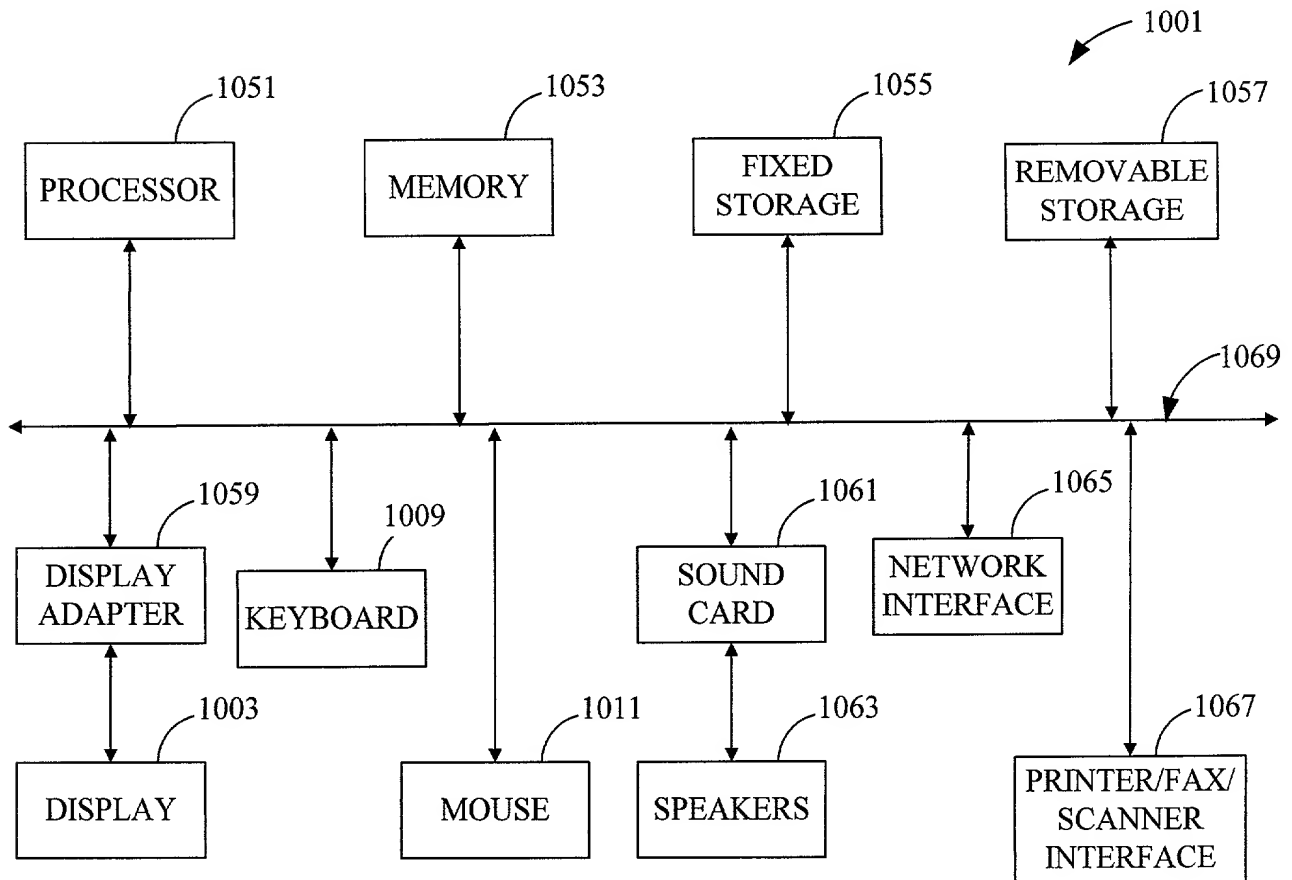 1001
1051
1053
1055
1057
PROCESSOR
MEMORY
FIXED
STORAGE
REMOVABLE
STORAGE
1069
1059
1009
1061
1065
DISPLAY
ADAPTER
KEYBOARD
SOUND
CARD
NETWORK
INTERFACE
1003
1011
1063
1067
DISPLAY
MOUSE
SPEAKERS
PRINTER/FAX/
SCANNER
INTERFACE